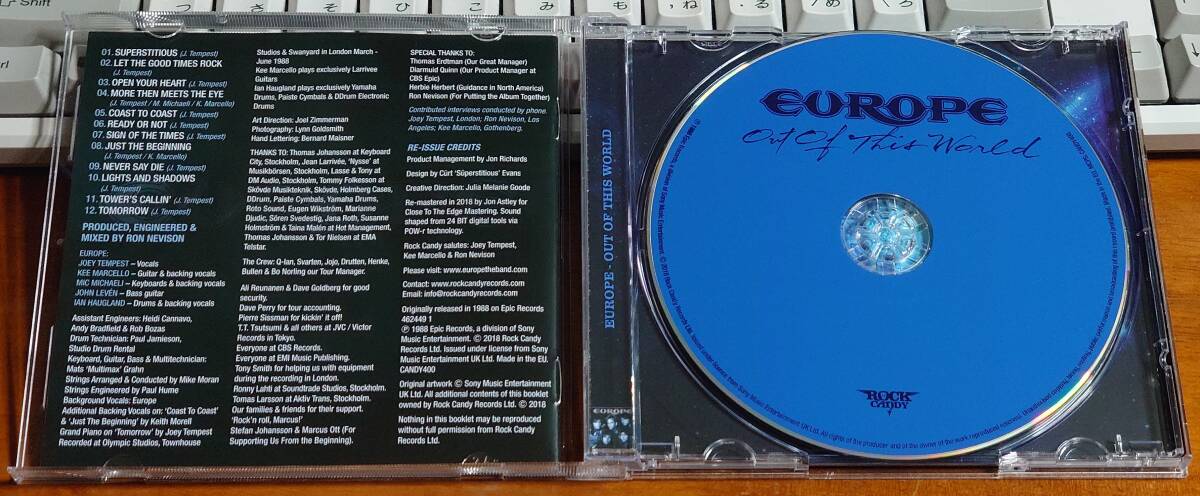 01. SUPERSTITIOUS (J. Tempest)
02. LET THE GOOD TIMES ROCK
(J. Tempest)
03. OPEN YOUR HEART (J. Tempest)
04. MORE THEN MEETS THE EYE
(J. Tempest / M. Michaeli / K. Marcello)
05. COAST TO COAST (J. Tempest)
06. READY OR NOT (J. Tempest)
07. SIGN OF THE TIMES (J. Tempest)
08. JUST THE BEGINNING
(J. Tempest / K. Marcello)
09. NEVER SAY DIE (J. Tempest)
10. LIGHTS AND SHADOWS
(J. Tempest)
11. TOWER'S CALLIN' (J. Tempest)
12. TOMORROW (J. Tempest)
PRODUCED, ENGINEERED &
MIXED BY RON NEVISON
EUROPE:
JOEY TEMPEST – Vocals
KEE MARCELLO – Guitar & backing vocals
MIC MICHAELI – Keyboards & backing vocals
JOHN LEVÉN – Bass guitar
IAN HAUGLAND – Drums & backing vocals
Assistant Engineers: Heidi Cannavo,
Andy Bradfield & Rob Bozas
Drum Technician: Paul Jamieson,
Studio Drum Rental
Keyboard, Guitar, Bass & Multitechnician:
Mats 'Multimax' Grahn
Strings Arranged & Conducted by Mike Moran
Strings Engineered by Paul Hume
Background Vocals: Europe
Additional Backing Vocals on: 'Coast To Coast'
& 'Just The Beginning' by Keith Morell
Grand Piano on 'Tomorrow' by Joey Tempest
Recorded at Olympic Studios, Townhouse
Studios & Swanyard in London March -
June 1988
Kee Marcello plays exclusively Larrivee
Guitars
Ian Haugland plays exclusively Yamaha
Drums, Paiste Cymbals & DDrum Electronic
Drums
Art Direction: Joel Zimmerman
Photography: Lynn Goldsmith
Hand Lettering: Bernard Maisner
THANKS TO: Thomas Johansson at Keyboard
City, Stockholm, Jean Larrivée, 'Nysse' at
Musikbörsen, Stockholm, Lasse & Tony at
DM Audio, Stockholm, Tommy Folkesson at
Skövde Musikteknik, Skövde, Holmberg Cases,
DDrum, Paiste Cymbals, Yamaha Drums,
Roto Sound, Eugen Wikström, Marianne
Djudic, Sören Svedestig, Jana Roth, Susanne
Holmström & Taina Malén at Hot Management,
Thomas Johansson & Tor Nielsen at EMA
Telstar.
The Crew: Q-lan, Svarten, Jojo, Drutten, Henke,
Bullen & Bo Norling our Tour Manager.
Ali Reunanen & Dave Goldberg for good
security.
Dave Perry for tour accounting.
Pierre Sissman for kickin' it off!
T.T. Tsutsumi & all others at JVC / Victor
Records in Tokyo.
Everyone at CBS Records.
Everyone at EMI Music Publishing.
Tony Smith for helping us with equipment
during the recording in London.
Ronny Lahti at Soundtrade Studios, Stockholm.
Tomas Larsson at Aktiv Trans, Stockholm.
Our families & friends for their support.
'Rock'n roll, Marcus!'
Stefan Johansson & Marcus Ott (For
Supporting Us From the Beginning).
SPECIAL THANKS TO:
Thomas Erdtman (Our Great Manager)
Diarmuid Quinn (Our Product Manager at
CBS Epic)
Herbie Herbert (Guidance in North America)
Ron Nevison (For Putting the Album Together)
Contributed interviews conducted by phone.
Joey Tempest, London; Ron Nevison, Los
Angeles; Kee Marcello, Gothenberg.
RE-ISSUE CREDITS
Product Management by Jon Richards
Design by Cürt 'Süperstitious' Evans
Creative Direction: Julia Melanie Goode
Re-mastered in 2018 by Jon Astley for
Close To The Edge Mastering. Sound
shaped from 24 BIT digital tools via
POW-r technology.
Rock Candy salutes: Joey Tempest,
Kee Marcello & Ron Nevison
Please visit: www.europetheband.com
Contact: www.rockcandyrecords.com
Email: info@rockcandyrecords.com
Originally released in 1988 on Epic Records
462449 1
℗ 1988 Epic Records, a division of Sony
Music Entertainment. © 2018 Rock Candy
Records Ltd. Issued under license from Sony
Music Entertainment UK Ltd. Made in the EU.
CANDY400
Original artwork © Sony Music Entertainment
UK Ltd. All additional contents of this booklet
owned by Rock Candy Records Ltd. © 2018
Nothing in this booklet may be reproduced
without full permission from Rock Candy
Records Ltd.
EUROPE - OUT OF THIS WORLD
EUROPE
EUROPE
Out Of This World
ROCK
CANDY
Shift
つ
さ
そ
ひ
こ
み
も
ね
る
め
ろ